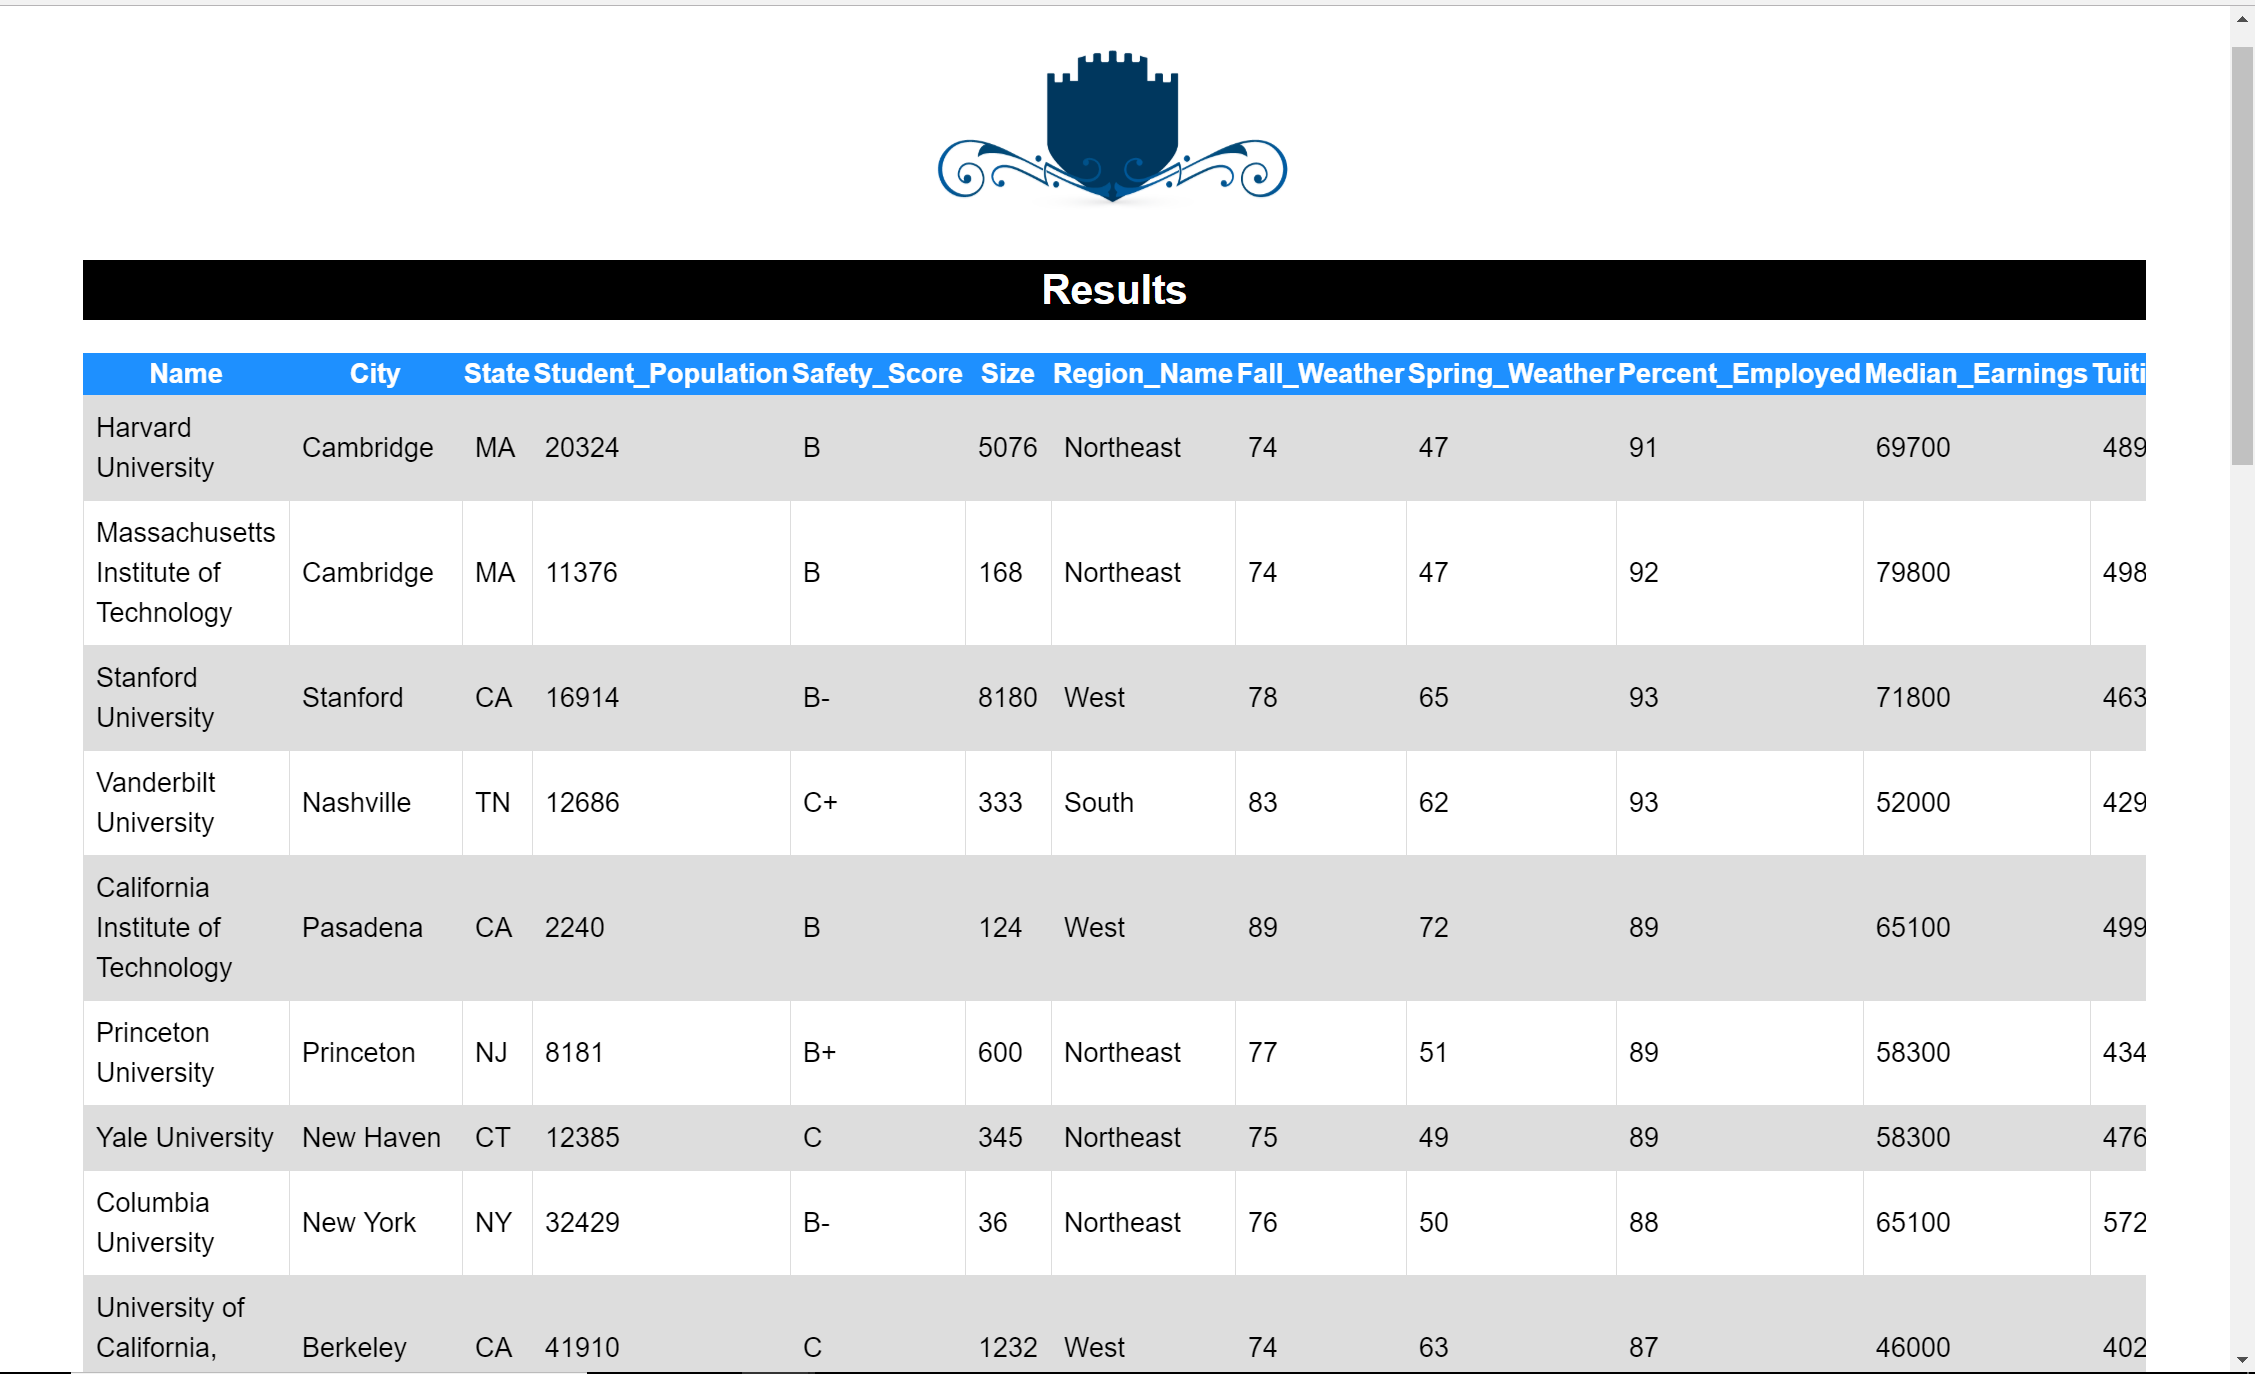 Results
Name City State Student_Population Safety_Score Size Region_Name Fall_Weather Spring_Weather Percent_Employed Median_Earnings Tuiti
Harvard
University
Cambridge MA 20324 B 5076 Northeast 74 47 91 69700 489
Massachusetts
Institute of
Technology
Cambridge MA 11376 B 168 Northeast 74 47 92 79800 498
Stanford
University
Stanford CA 16914 B- 8180 West 78 65 93 71800 463
Vanderbilt
University
Nashville TN 12686 C+ 333 South 83 62 93 52000 429
California
Institute of
Technology
Pasadena CA 2240 B 124 West 89 72 89 65100 499
Princeton
University
Princeton NJ 8181 B+ 600 Northeast 77 51 89 58300 434
Yale University New Haven CT 12385 C 345 Northeast 75 49 89 58300 476
Columbia
University
New York NY 32429 B- 36 Northeast 76 50 88 65100 572
University of
California,
Berkeley CA 41910 C 1232 West 74 63 87 46000 402